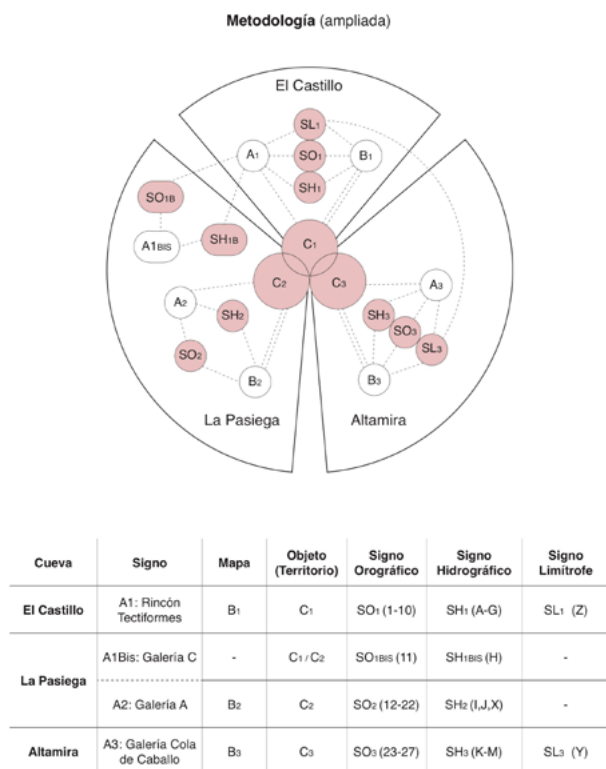 Metodología (ampliada)
El Castillo
SL1
A1
SO1
B1
SH1
SO1B
A1BIS
SH1B
C1
C2
C3
A2
SH2
SO2
B2
A3
SH3
SO3
SL3
B3
La Pasiega
Altamira
Cueva Signo Mapa Objeto (Territorio) Signo Orográfico Signo Hidrográfico Signo Limítrofe
El Castillo A1: Rincón Tectiformes B1 C1 SO1 (1-10) SH1 (A-G) SL1 (Z)
La Pasiega A1Bis: Galería C - C1/C2 SO1BIS (11) SH1BIS (H) -
A2: Galería A B2 C2 SO2 (12-22) SH2 (I,J,X) -
Altamira A3: Galería Cola de Caballo B3 C3 SO3 (23-27) SH3 (K-M) SL3 (Y)